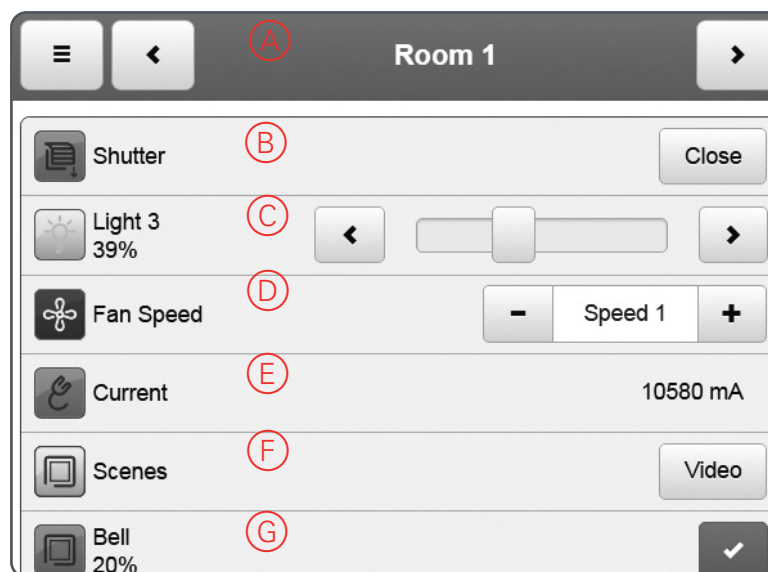 A
Room 1
Shutter
B
Close
Light 3
39%
C
Fan Speed
D
- Speed 1 +
Current
E
10580 mA
Scenes
F
Video
Bell
20%
G